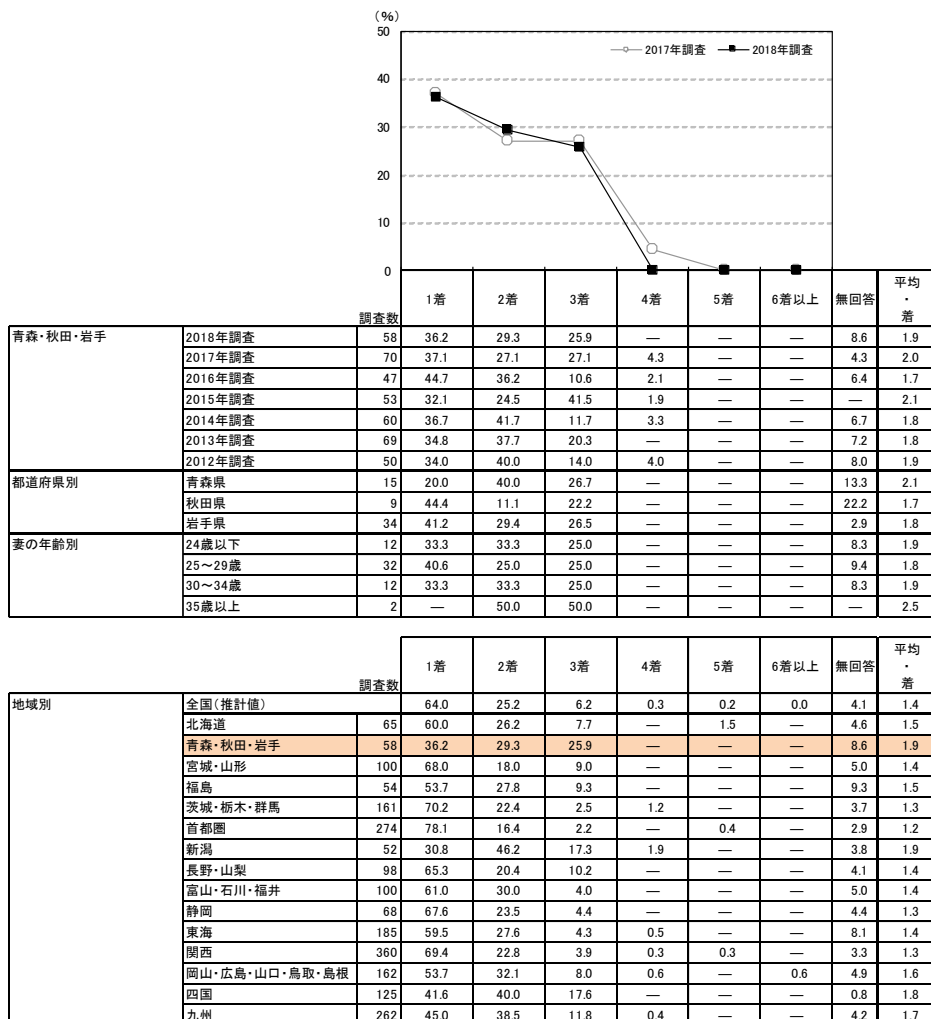 （％）
50
2017年調査 2018年調査
40
30
20
10
0
調査数 1着 2着 3着 4着 5着 6着以上 無回答 平均・着
青森・秋田・岩手 2018年調査 58 36.2 29.3 25.9 — — — 8.6 1.9
2017年調査 70 37.1 27.1 27.1 4.3 — — 4.3 2.0
2016年調査 47 44.7 36.2 10.6 2.1 — — 6.4 1.7
2015年調査 53 32.1 24.5 41.5 1.9 — — — 2.1
2014年調査 60 36.7 41.7 11.7 3.3 — — 6.7 1.8
2013年調査 69 34.8 37.7 20.3 — — — 7.2 1.8
2012年調査 50 34.0 40.0 14.0 4.0 — — 8.0 1.9
都道府県別 青森県 15 20.0 40.0 26.7 — — — 13.3 2.1
秋田県 9 44.4 11.1 22.2 — — — 22.2 1.7
岩手県 34 41.2 29.4 26.5 — — — 2.9 1.8
妻の年齢別 24歳以下 12 33.3 33.3 25.0 — — — 8.3 1.9
25～29歳 32 40.6 25.0 25.0 — — — 9.4 1.8
30～34歳 12 33.3 33.3 25.0 — — — 8.3 1.9
35歳以上 2 — 50.0 50.0 — — — — 2.5
調査数 1着 2着 3着 4着 5着 6着以上 無回答 平均・着
地域別 全国（推計値） 64.0 25.2 6.2 0.3 0.2 0.0 4.1 1.4
北海道 65 60.0 26.2 7.7 — 1.5 — 4.6 1.5
青森・秋田・岩手 58 36.2 29.3 25.9 — — — 8.6 1.9
宮城・山形 100 68.0 18.0 9.0 — — — 5.0 1.4
福島 54 53.7 27.8 9.3 — — — 9.3 1.5
茨城・栃木・群馬 161 70.2 22.4 2.5 1.2 — — 3.7 1.3
首都圏 274 78.1 16.4 2.2 — 0.4 — 2.9 1.2
新潟 52 30.8 46.2 17.3 1.9 — — 3.8 1.9
長野・山梨 98 65.3 20.4 10.2 — — — 4.1 1.4
富山・石川・福井 100 61.0 30.0 4.0 — — — 5.0 1.4
静岡 68 67.6 23.5 4.4 — — — 4.4 1.3
東海 185 59.5 27.6 4.3 0.5 — — 8.1 1.4
関西 360 69.4 22.8 3.9 0.3 0.3 — 3.3 1.3
岡山・広島・山口・鳥取・島根 162 53.7 32.1 8.0 0.6 — 0.6 4.9 1.6
四国 125 41.6 40.0 17.6 — — — 0.8 1.8
九州 262 45.0 38.5 11.8 0.4 — — 4.2 1.7